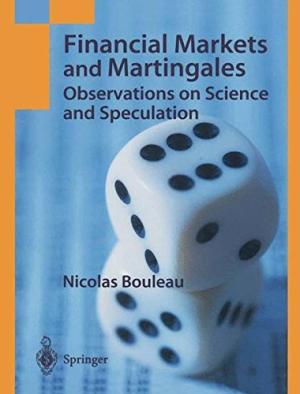 Financial Markets
and Martingales
Observations on Science
and Speculation
Nicolas Bouleau
Springer